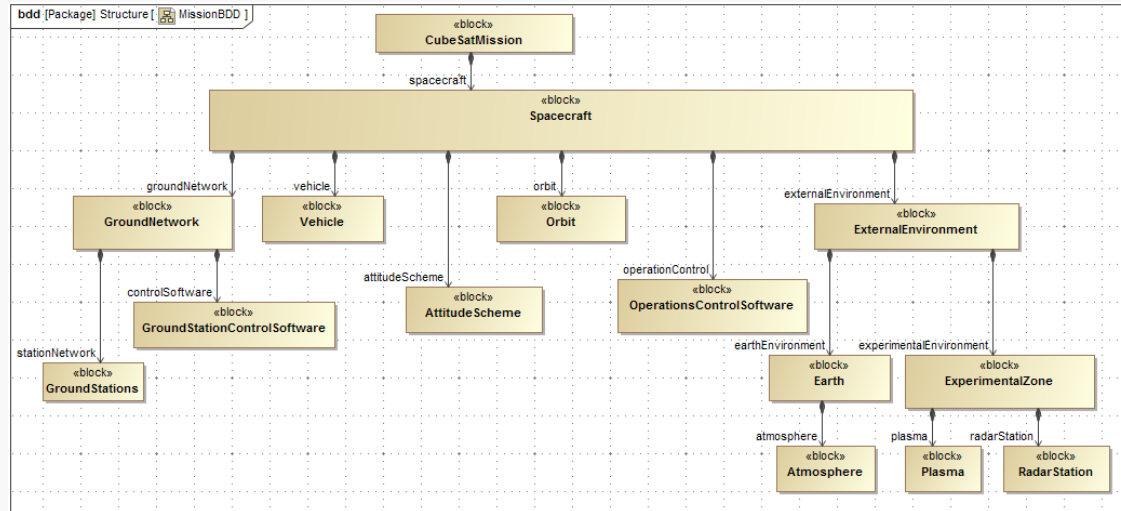 bdd [Package] Structure [ MissionBDD ]
«block»
CubeSatMission
spacecraft
«block»
Spacecraft
groundNetwork
«block»
GroundNetwork
vehicle
«block»
Vehicle
attitudeScheme
«block»
AttitudeScheme
orbit
«block»
Orbit
operationControl
«block»
OperationsControlSoftware
externalEnvironment
«block»
ExternalEnvironment
controlSoftware
«block»
GroundStationControlSoftware
stationNetwork
«block»
GroundStations
earthEnvironment
«block»
Earth
experimentalEnvironment
«block»
ExperimentalZone
atmosphere
«block»
Atmosphere
plasma
«block»
Plasma
radarStation
«block»
RadarStation